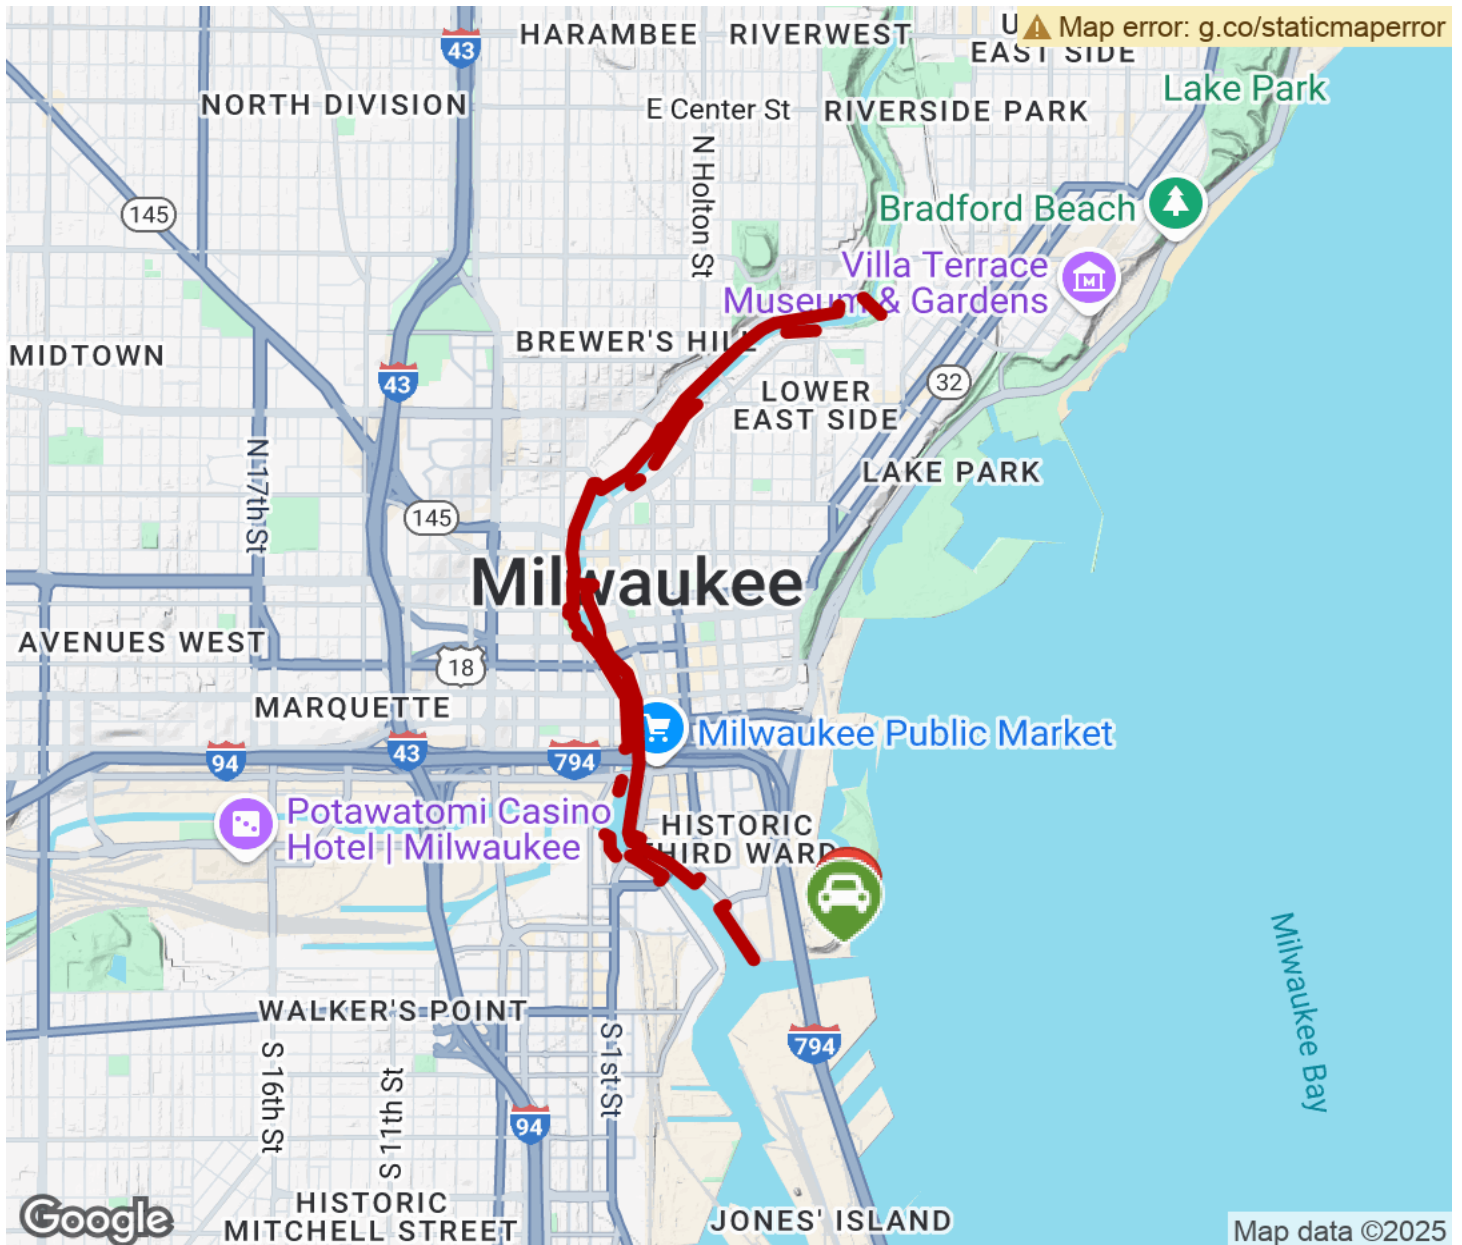 43
HARAMBEE
RIVERWEST
U
EAST SIDE
Map error: g.co/staticmaperror
Lake Park
NORTH DIVISION
E Center St
RIVERSIDE PARK
N Holton St
145
Bradford Beach
Villa Terrace
Museum & Gardens
MIDTOWN
BREWER'S HILL
43
32
LOWER
EAST SIDE
N 17th St
LAKE PARK
145
Milwaukee
AVENUES WEST
18
MARQUETTE
Milwaukee Public Market
94
43
794
Potawatomi Casino
Hotel | Milwaukee
HISTORIC
THIRD WARD
Milwaukee Bay
WALKER'S POINT
S 16th St
S 11th St
S 1st St
794
94
HISTORIC
MITCHELL STREET
JONES' ISLAND
Google
Map data ©2025